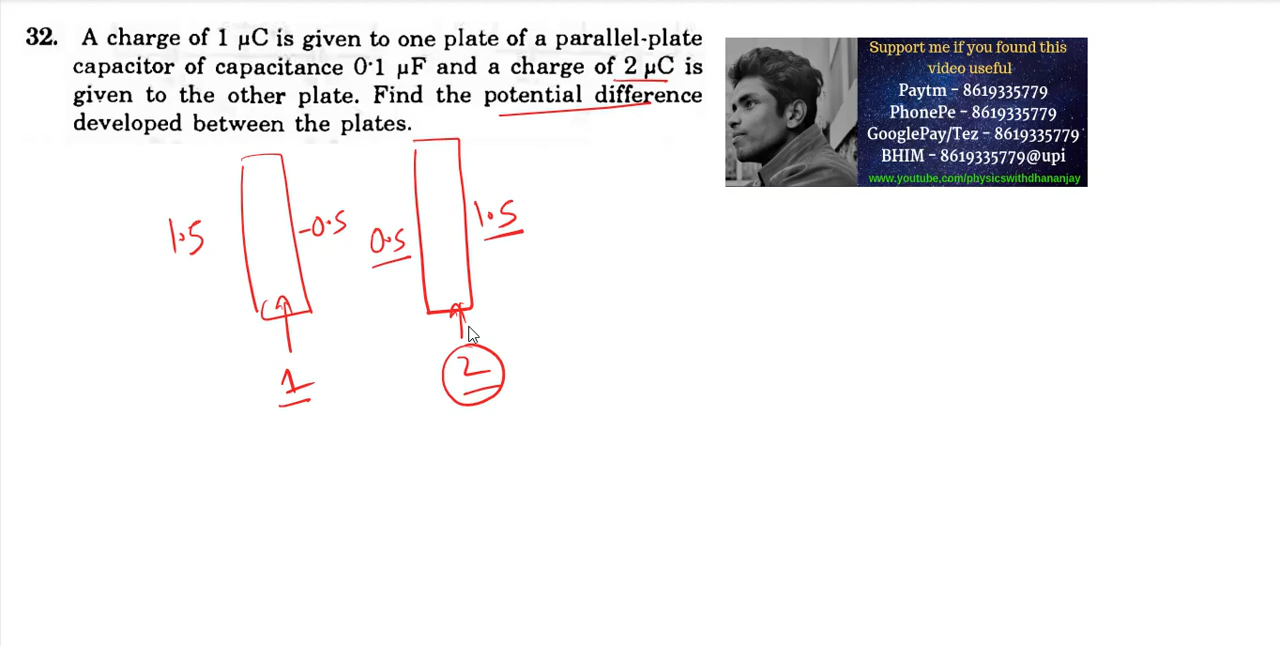 32. A charge of 1 μC is given to one plate of a parallel-plate
capacitor of capacitance 0·1 μF and a charge of 2 μC is
given to the other plate. Find the potential difference
developed between the plates.
Support me if you found this
video useful
Paytm - 8619335779
PhonePe - 8619335779
GooglePay/Tez - 8619335779
BHIM - 8619335779@upi
www.youtube.com/physicswithdhananjay
1.5
-0.5
0.5
1.5
1
2